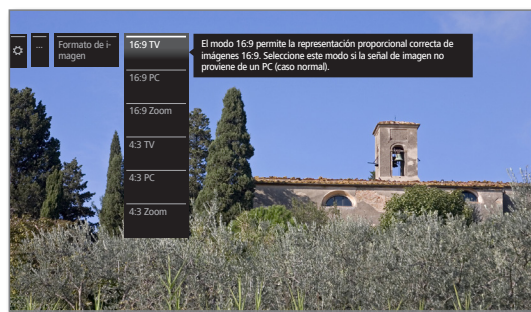 ...
Formato de i-
magen
16:9 TV
16:9 PC
16:9 Zoom
4:3 TV
4:3 PC
4:3 Zoom
El modo 16:9 permite la representación proporcional correcta de
imágenes 16:9. Seleccione este modo si la señal de imagen no
proviene de un PC (caso normal).